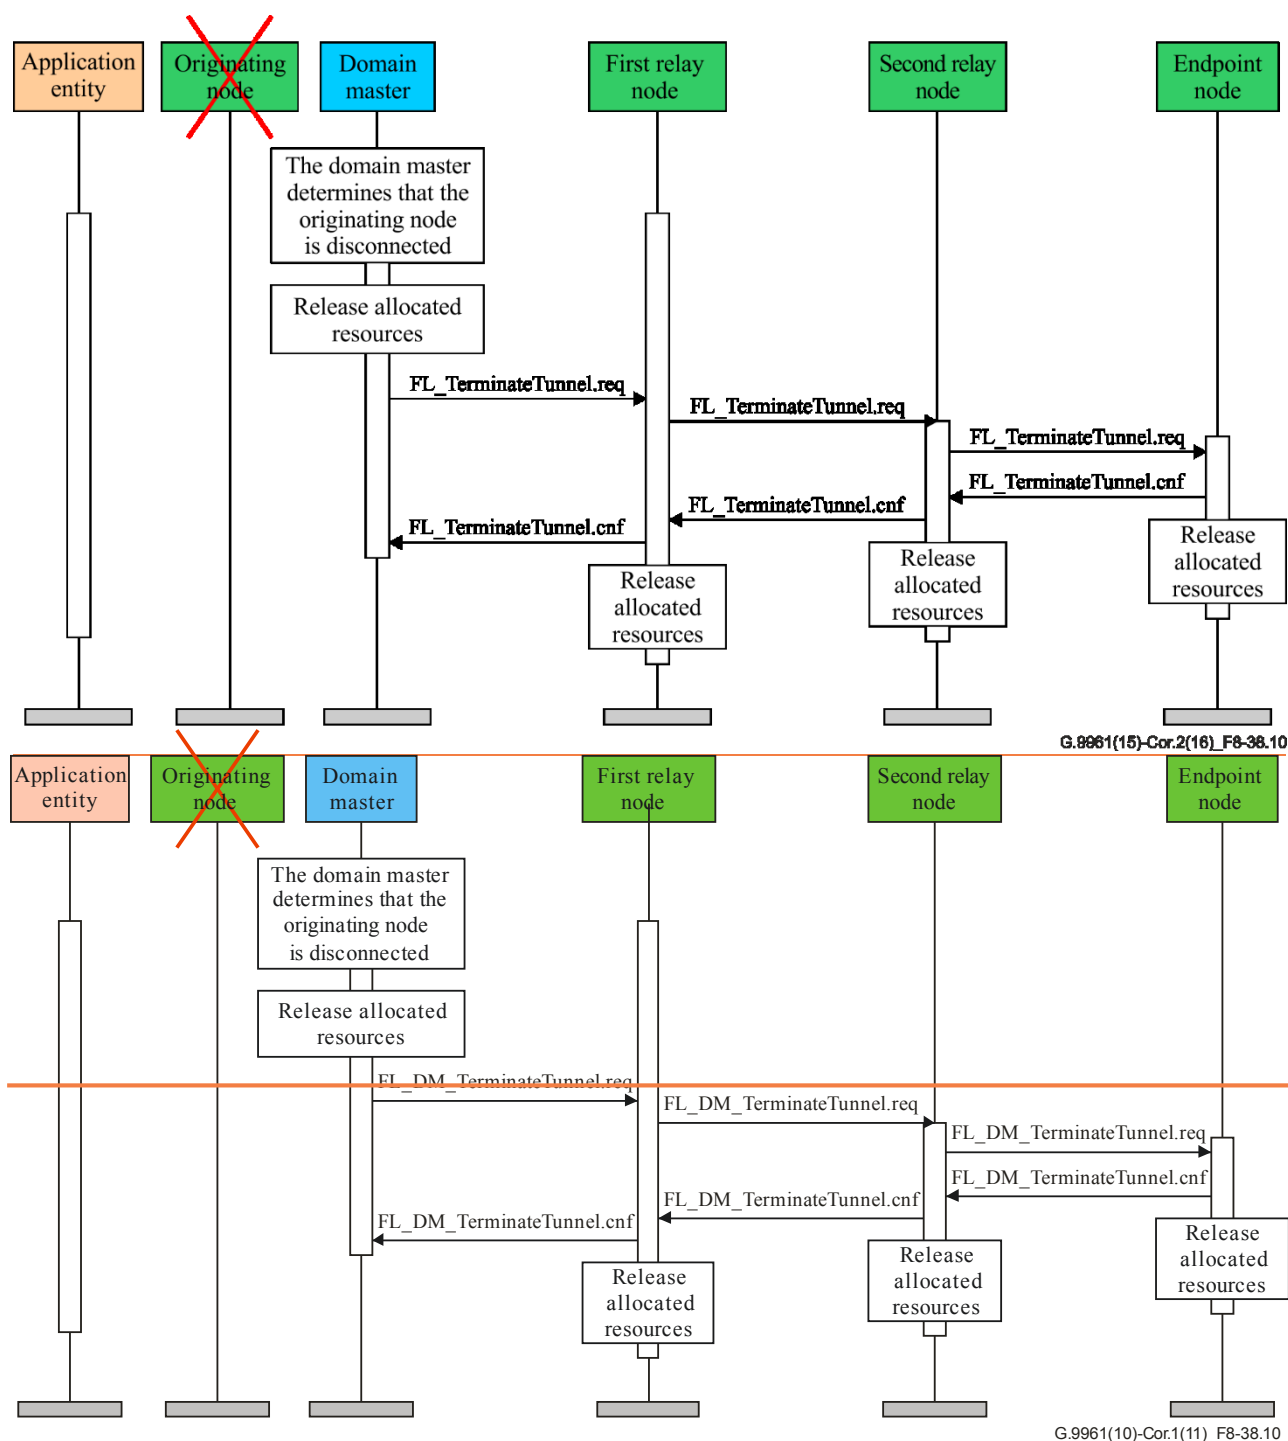 Application
entity
Originating
node
Domain
master
First relay
node
Second relay
node
Endpoint
node
The domain master
determines that the
originating node
is disconnected
Release allocated
resources
FL_TerminateTunnel.req
FL_TerminateTunnel.req
FL_TerminateTunnel.req
FL_TerminateTunnel.cnf
FL_TerminateTunnel.cnf
FL_TerminateTunnel.cnf
Release
allocated
resources
Release
allocated
resources
Release
allocated
resources
G.9961(15)-Cor.2(16)_F8-38.10
Application
entity
Originating
node
Domain
master
First relay
node
Second relay
node
Endpoint
node
The domain master
determines that the
originating node
is disconnected
Release allocated
resources
FL_DM_TerminateTunnel.req
FL_DM_TerminateTunnel.req
FL_DM_TerminateTunnel.req
FL_DM_TerminateTunnel.cnf
FL_DM_TerminateTunnel.cnf
FL_DM_TerminateTunnel.cnf
Release
allocated
resources
Release
allocated
resources
Release
allocated
resources
G.9961(10)-Cor.1(11)_F8-38.10